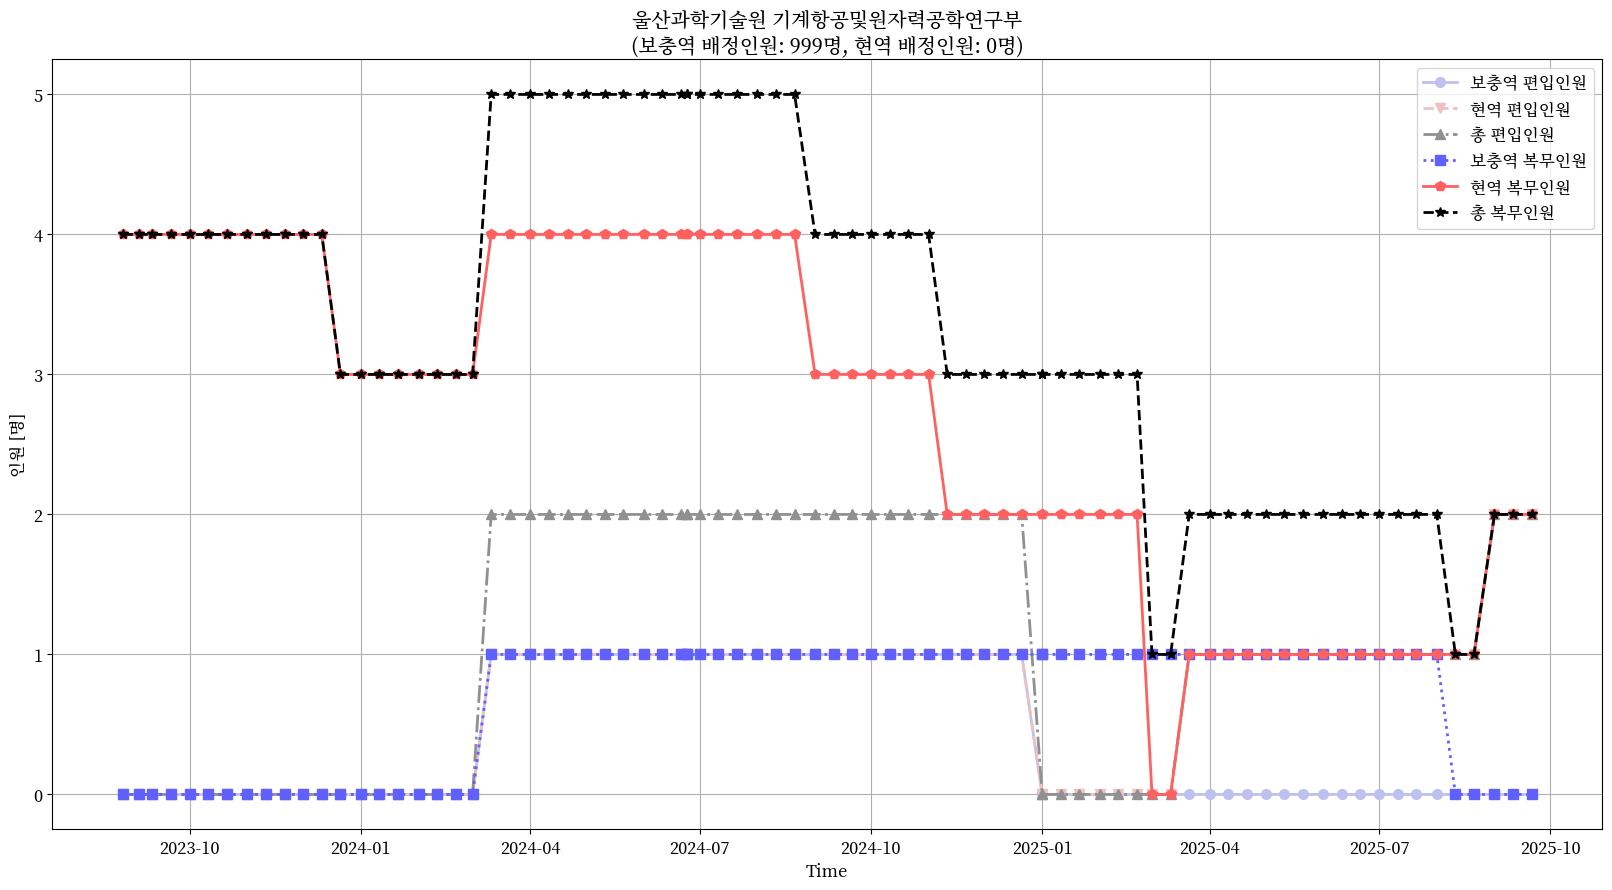 울산과학기술원 기계항공및원자력공학연구부
(보충역 배정인원: 999명, 현역 배정인원: 0명)
보충역 편입인원
현역 편입인원
총 편입인원
보충역 복무인원
현역 복무인원
총 복무인원
인원 [명]
5
4
3
2
1
0
2023-10
2024-01
2024-04
2024-07
2024-10
2025-01
2025-04
2025-07
2025-10
Time